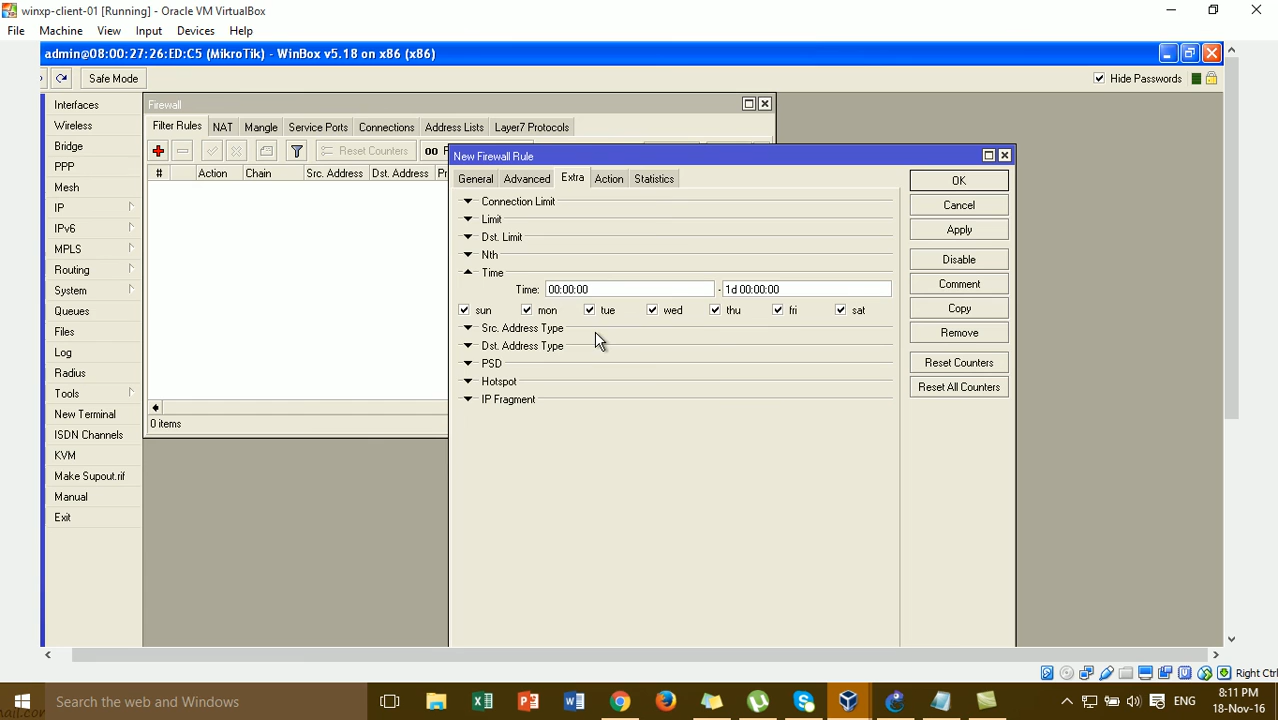 winxp-client-01 [Running] - Oracle VM VirtualBox
File Machine View Input Devices Help
admin@08:00:27:26:ED:C5 (MikroTik) - WinBox v5.18 on x86 (x86)
Safe Mode
Hide Passwords
Interfaces
Wireless
Bridge
PPP
Mesh
IP
IPv6
MPLS
Routing
System
Queues
Files
Log
Radius
Tools
New Terminal
ISDN Channels
KVM
Make Supout.rif
Manual
Exit
Firewall
Filter Rules NAT Mangle Service Ports Connections Address Lists Layer7 Protocols
Reset Counters 00
# Action Chain Src. Address Dst. Address
0 items
New Firewall Rule
General Advanced Extra Action Statistics
Connection Limit
Limit
Dst. Limit
Nth
Time
Time: 00:00:00 - 1d 00:00:00
sun mon tue wed thu fri sat
Src. Address Type
Dst. Address Type
PSD
Hotspot
IP Fragment
OK
Cancel
Apply
Disable
Comment
Copy
Remove
Reset Counters
Reset All Counters
Right Ctrl
Search the web and Windows
ENG
8:11 PM
18-Nov-16